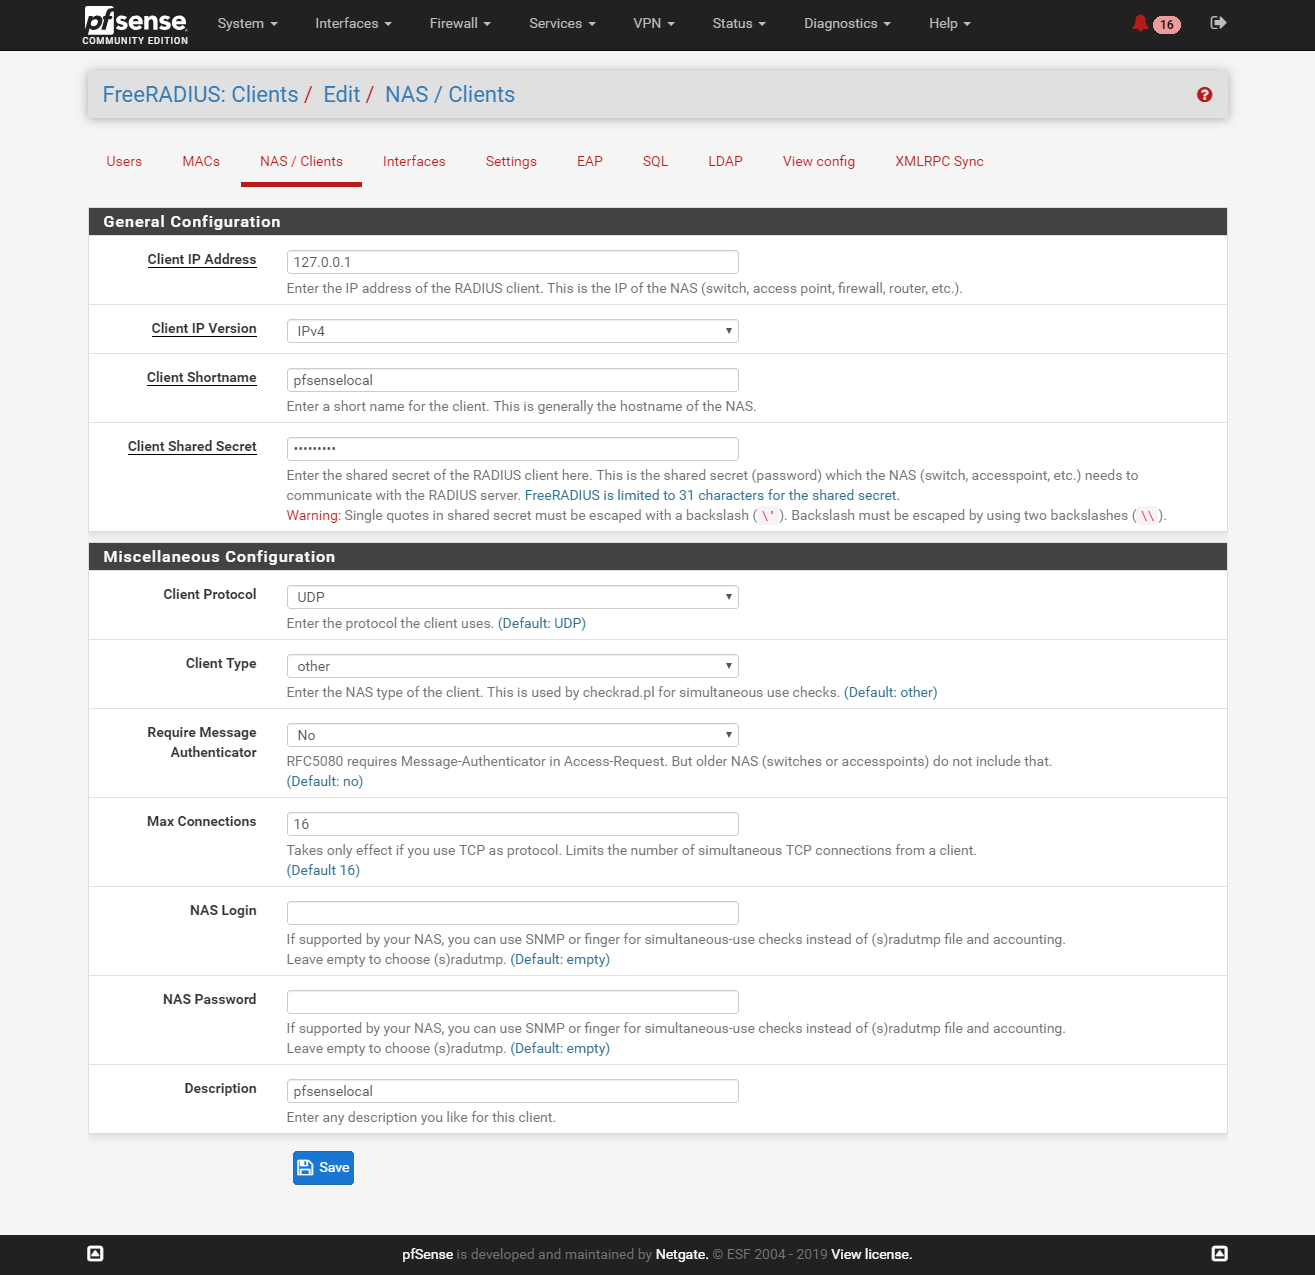 pfsense
COMMUNITY EDITION
System Interfaces Firewall Services VPN Status Diagnostics Help 16
FreeRADIUS: Clients / Edit / NAS / Clients
Users MACs NAS / Clients Interfaces Settings EAP SQL LDAP View config XMLRPC Sync
General Configuration
Client IP Address 127.0.0.1
Enter the IP address of the RADIUS client. This is the IP of the NAS (switch, access point, firewall, router, etc.).
Client IP Version IPv4
Client Shortname pfsenselocal
Enter a short name for the client. This is generally the hostname of the NAS.
Client Shared Secret •••••••••
Enter the shared secret of the RADIUS client here. This is the shared secret (password) which the NAS (switch, accesspoint, etc.) needs to
communicate with the RADIUS server. FreeRADIUS is limited to 31 characters for the shared secret.
Warning: Single quotes in shared secret must be escaped with a backslash ( \' ). Backslash must be escaped by using two backslashes ( \\ ).
Miscellaneous Configuration
Client Protocol UDP
Enter the protocol the client uses. (Default: UDP)
Client Type other
Enter the NAS type of the client. This is used by checkrad.pl for simultaneous use checks. (Default: other)
Require Message
Authenticator
No
RFC5080 requires Message-Authenticator in Access-Request. But older NAS (switches or accesspoints) do not include that.
(Default: no)
Max Connections 16
Takes only effect if you use TCP as protocol. Limits the number of simultaneous TCP connections from a client.
(Default 16)
NAS Login
If supported by your NAS, you can use SNMP or finger for simultaneous-use checks instead of (s)radutmp file and accounting.
Leave empty to choose (s)radutmp. (Default: empty)
NAS Password
If supported by your NAS, you can use SNMP or finger for simultaneous-use checks instead of (s)radutmp file and accounting.
Leave empty to choose (s)radutmp. (Default: empty)
Description pfsenselocal
Enter any description you like for this client.
Save
pfSense is developed and maintained by Netgate. © ESF 2004 - 2019 View license.